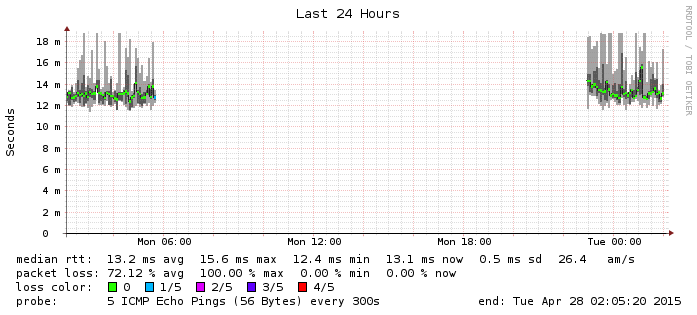 Last 24 Hours
RRDTOOL / TOBI OETIKER
Seconds
18 m
16 m
14 m
12 m
10 m
8 m
6 m
4 m
2 m
0
Mon 06:00 Mon 12:00 Mon 18:00 Tue 00:00
median rtt: 13.2 ms avg 15.6 ms max 12.4 ms min 13.1 ms now 0.5 ms sd 26.4 am/s
packet loss: 72.12 % avg 100.00 % max 0.00 % min 0.00 % now
loss color: 0 1/5 2/5 3/5 4/5
probe: 5 ICMP Echo Pings (56 Bytes) every 300s end: Tue Apr 28 02:05:20 2015